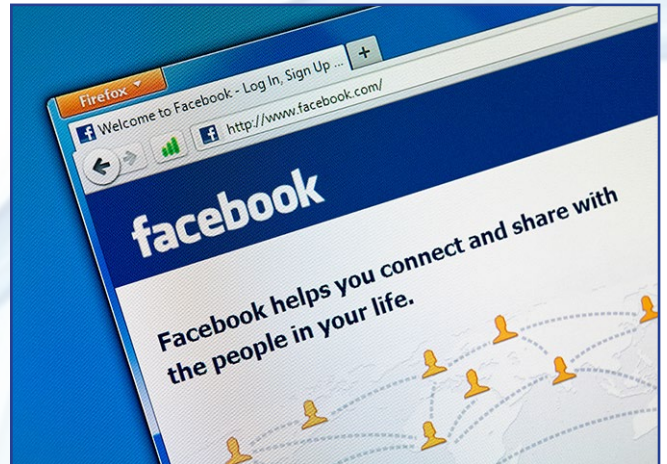 Firefox
Welcome to Facebook - Log In, Sign Up ...
http://www.facebook.com/
facebook
Facebook helps you connect and share with
the people in your life.